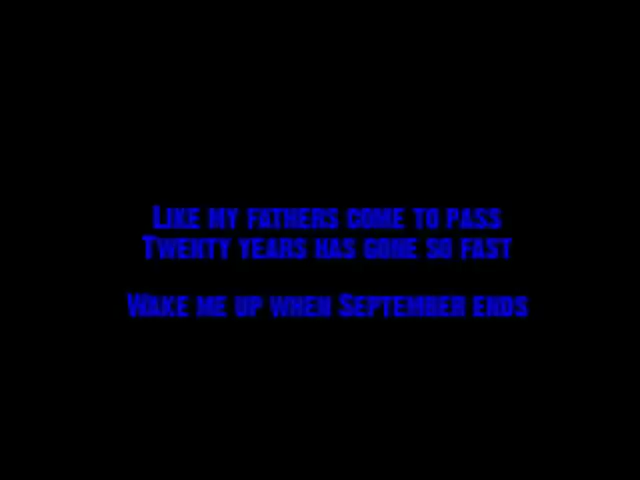 Like my fathers come to pass
Twenty years has gone so fast
Wake me up when September ends